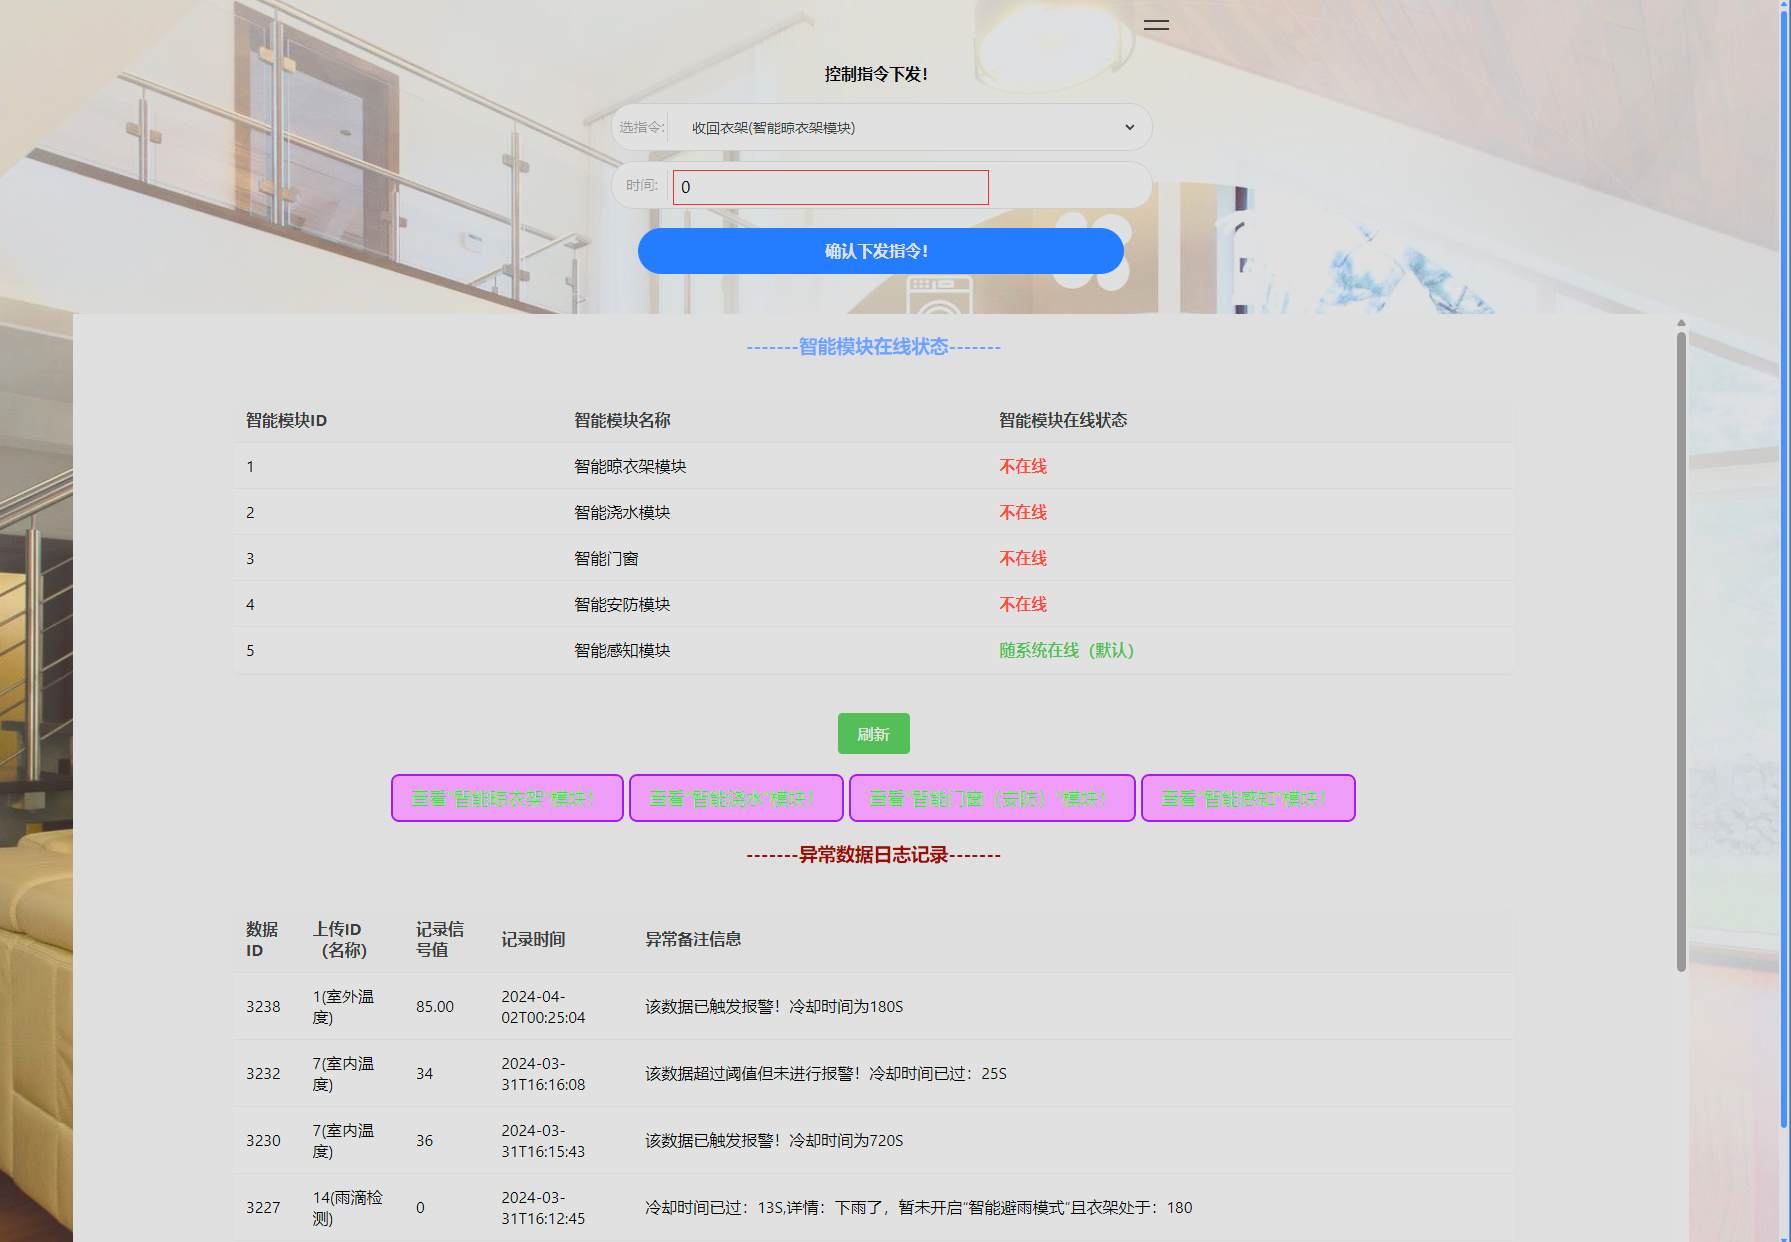 控制指令下发！
选指令: 收回衣架(智能晾衣架模块)
时间: 0
确认下发指令！
-------智能模块在线状态-------
智能模块ID 智能模块名称 智能模块在线状态
1 智能晾衣架模块 不在线
2 智能浇水模块 不在线
3 智能门窗 不在线
4 智能安防模块 不在线
5 智能感知模块 随系统在线（默认）
刷新
查看“智能晾衣架”模块！ 查看“智能浇水”模块！ 查看“智能门窗（安防）”模块！ 查看“智能感知”模块！
-------异常数据日志记录-------
数据 上传ID 记录信 记录时间 异常备注信息
ID （名称） 号值
3238 1(室外温 85.00 2024-04- 该数据已触发报警！冷却时间为180S
度) 02T00:25:04
3232 7(室内温 34 2024-03- 该数据超过阈值但未进行报警！冷却时间已过：25S
度) 31T16:16:08
3230 7(室内温 36 2024-03- 该数据已触发报警！冷却时间为720S
度) 31T16:15:43
3227 14(雨滴检 0 2024-03- 冷却时间已过：13S,详情：下雨了，暂未开启“智能避雨模式”且衣架处于：180
测) 31T16:12:45